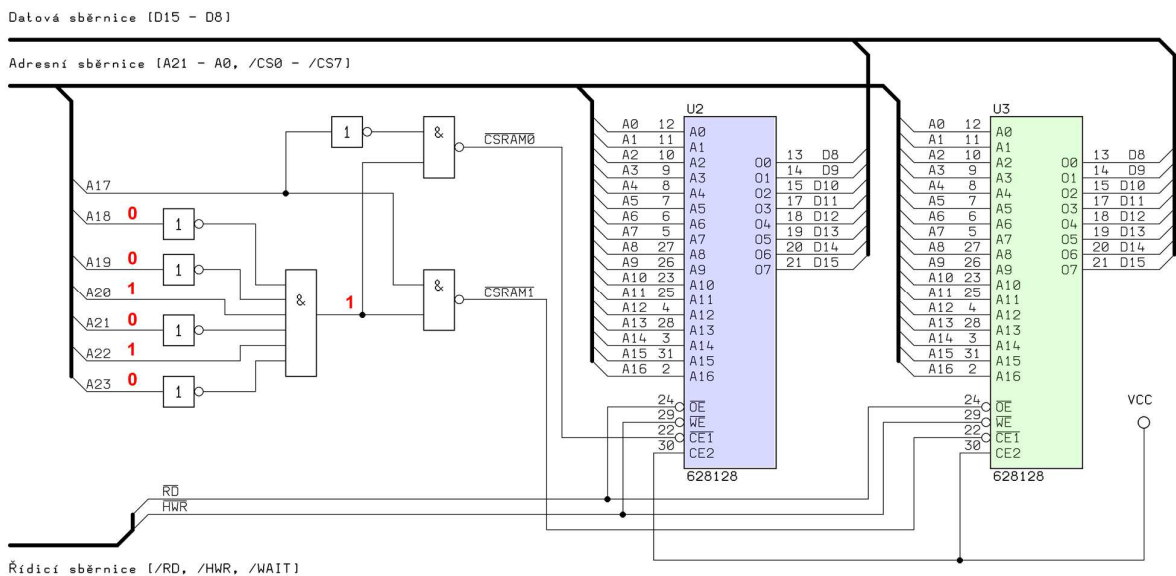 Datová sběrnice [D15 - D8]
Adresní sběrnice [A21 - A0, /CS0 - /CS7]
U2
U3
1
&
CSRAM0
A17
A18 0
1
A19 0
1
A20 1
A21 0
1
A22 1
A23 0
1
&
1
&
CSRAM1
A0 12 A0
A1 11 A1
A2 10 A2
A3 9 A3
A4 8 A4
A5 7 A5
A6 6 A6
A7 5 A7
A8 27 A8
A9 26 A9
A10 23 A10
A11 25 A11
A12 4 A12
A13 28 A13
A14 3 A14
A15 31 A15
A16 2 A16
O0 13 D8
O1 14 D9
O2 15 D10
O3 17 D11
O4 18 D12
O5 19 D13
O6 20 D14
O7 21 D15
24 OE
29 WE
22 CE1
30 CE2
628128
A0 12 A0
A1 11 A1
A2 10 A2
A3 9 A3
A4 8 A4
A5 7 A5
A6 6 A6
A7 5 A7
A8 27 A8
A9 26 A9
A10 23 A10
A11 25 A11
A12 4 A12
A13 28 A13
A14 3 A14
A15 31 A15
A16 2 A16
O0 13 D8
O1 14 D9
O2 15 D10
O3 17 D11
O4 18 D12
O5 19 D13
O6 20 D14
O7 21 D15
24 OE
29 WE
22 CE1
30 CE2
628128
VCC
RD
HWR
Řídicí sběrnice [/RD, /HWR, /WAIT]